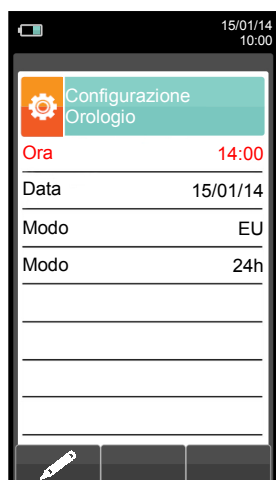 15/01/14
10:00
Configurazione
Orologio
Ora 14:00
Data 15/01/14
Modo EU
Modo 24h